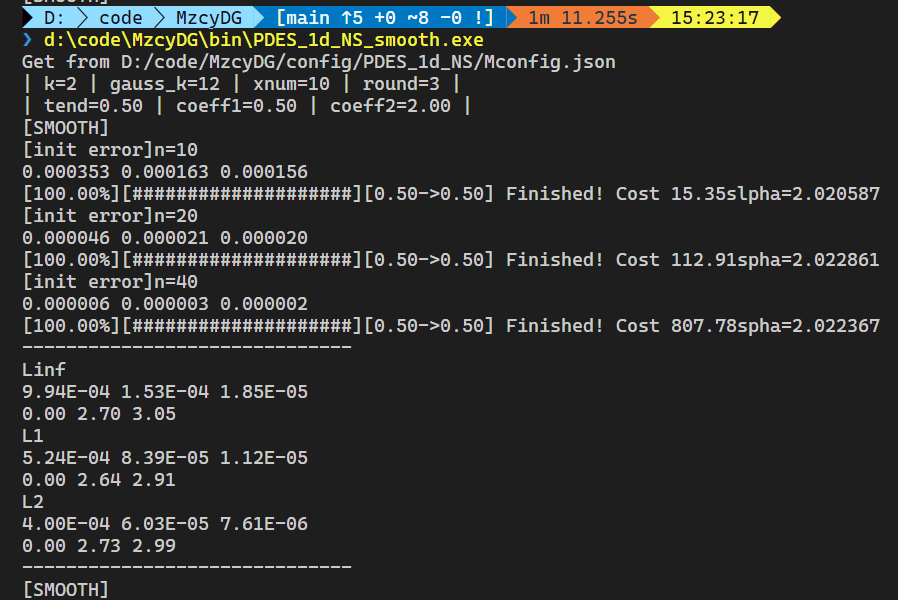 D: code MzcyDG [main ↑5 +0 ~8 -0 !] 1m 11.255s 15:23:17
❯ d:\code\MzcyDG\bin\PDES_1d_NS_smooth.exe
Get from D:/code/MzcyDG/config/PDES_1d_NS/Mconfig.json
| k=2 | gauss_k=12 | xnum=10 | round=3 |
| tend=0.50 | coeff1=0.50 | coeff2=2.00 |
[SMOOTH]
[init error]n=10
0.000353 0.000163 0.000156
[100.00%][####################][0.50->0.50] Finished! Cost 15.35slpha=2.020587
[init error]n=20
0.000046 0.000021 0.000020
[100.00%][####################][0.50->0.50] Finished! Cost 112.91spha=2.022861
[init error]n=40
0.000006 0.000003 0.000002
[100.00%][####################][0.50->0.50] Finished! Cost 807.78spha=2.022367
------------------------------
Linf
9.94E-04 1.53E-04 1.85E-05
0.00 2.70 3.05
L1
5.24E-04 8.39E-05 1.12E-05
0.00 2.64 2.91
L2
4.00E-04 6.03E-05 7.61E-06
0.00 2.73 2.99
------------------------------
[SMOOTH]